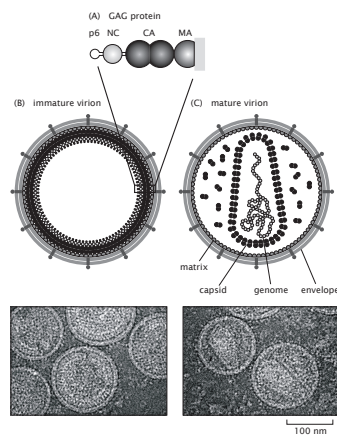 (A) GAG protein
p6 NC CA MA
(B) immature virion
(C) mature virion
matrix
capsid
genome
envelope
100 nm